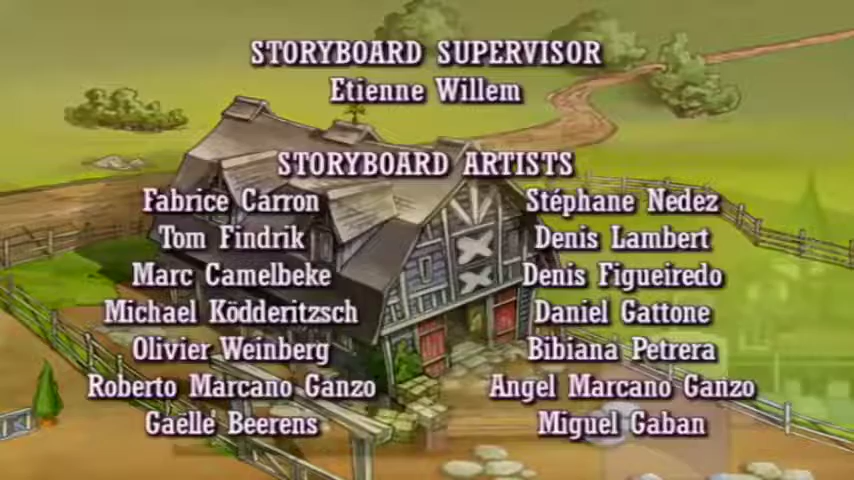 STORYBOARD SUPERVISOR
Etienne Willem
STORYBOARD ARTISTS
Fabrice Carron
Stéphane Nedez
Tom Findrik
Denis Lambert
Marc Camelbeke
Denis Figueiredo
Michael Ködderitzsch
Daniel Gattone
Olivier Weinberg
Bibiana Petrera
Roberto Marcano Ganzo
Angel Marcano Ganzo
Gaëlle Beerens
Miguel Gaban